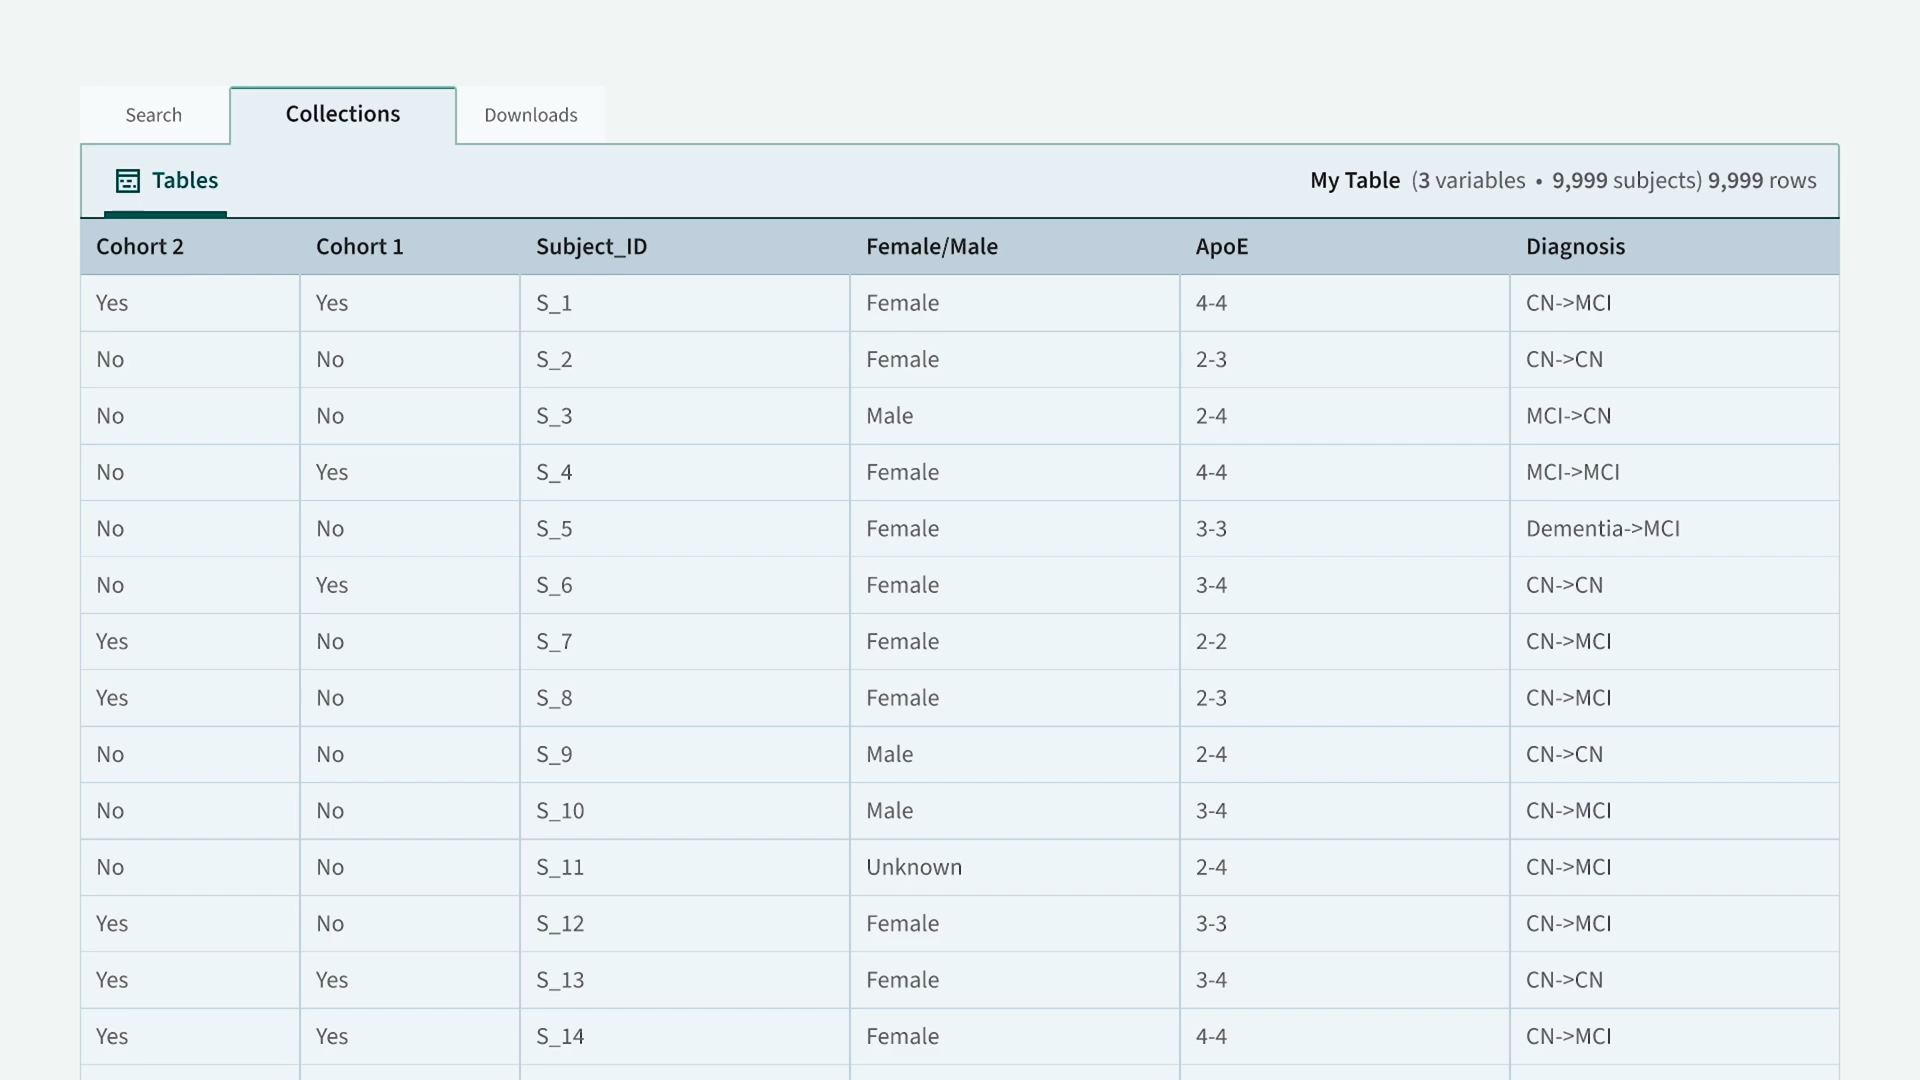 Search Collections Downloads
Tables My Table (3 variables • 9,999 subjects) 9,999 rows
Cohort 2 Cohort 1 Subject_ID Female/Male ApoE Diagnosis
Yes Yes S_1 Female 4-4 CN->MCI
No No S_2 Female 2-3 CN->CN
No No S_3 Male 2-4 MCI->CN
No Yes S_4 Female 4-4 MCI->MCI
No No S_5 Female 3-3 Dementia->MCI
No Yes S_6 Female 3-4 CN->CN
Yes No S_7 Female 2-2 CN->MCI
Yes No S_8 Female 2-3 CN->MCI
No No S_9 Male 2-4 CN->CN
No No S_10 Male 3-4 CN->MCI
No No S_11 Unknown 2-4 CN->MCI
Yes No S_12 Female 3-3 CN->MCI
Yes Yes S_13 Female 3-4 CN->CN
Yes Yes S_14 Female 4-4 CN->MCI